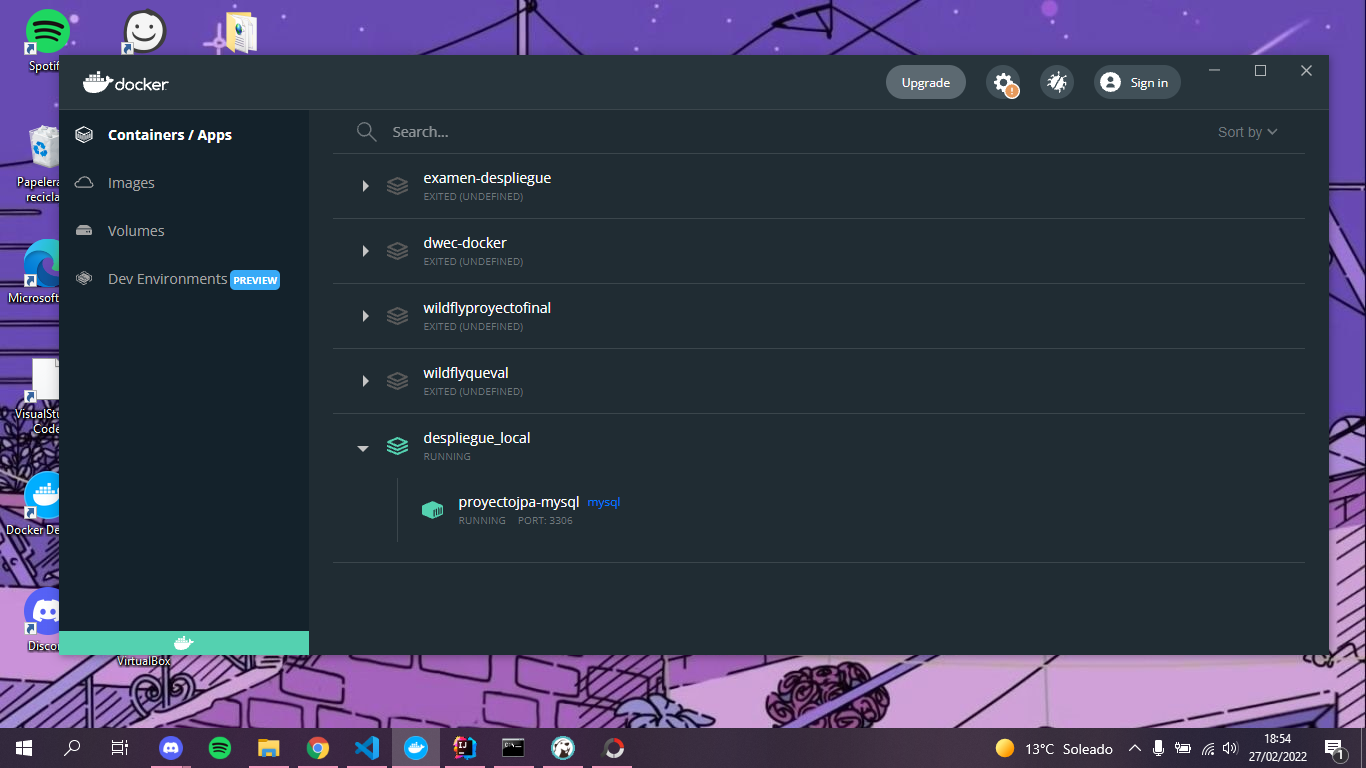 Spotif
docker
Upgrade
Sign in
Containers / Apps
Images
Volumes
Dev Environments PREVIEW
Search...
Sort by
examen-despliegue
EXITED (UNDEFINED)
dwec-docker
EXITED (UNDEFINED)
wildflyproyectofinal
EXITED (UNDEFINED)
wildflyqueval
EXITED (UNDEFINED)
despliegue_local
RUNNING
proyectojpa-mysql mysql
RUNNING PORT: 3306
Papelera
recicla
Microsoft
VisualStu
Code
Docker De
Discor
VirtualBox
13°C Soleado
18:54
27/02/2022
1